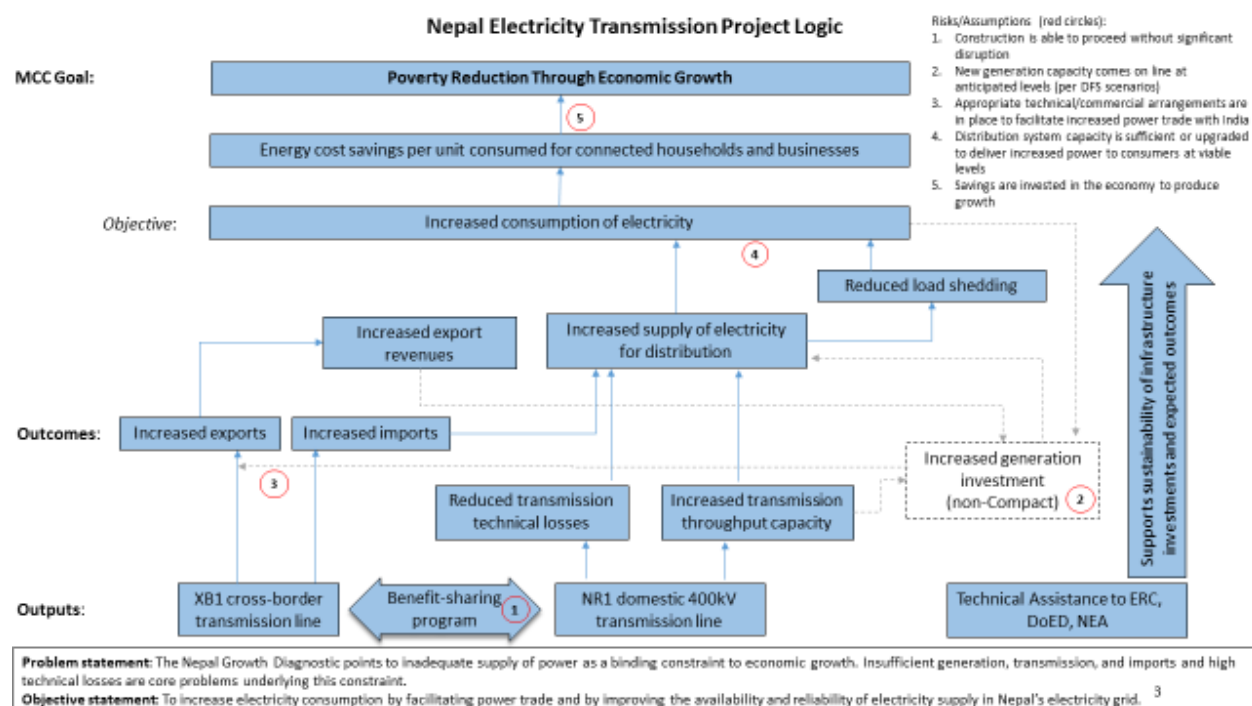 Nepal Electricity Transmission Project Logic
Risks/Assumptions (red circles):
1. Construction is able to proceed without significant
disruption
2. New generation capacity comes on line at
anticipated levels (per DFS scenarios)
3. Appropriate technical/commercial arrangements are
in place to facilitate increased power trade with India
4. Distribution system capacity is sufficient or upgraded
to deliver increased power to consumers at viable
levels
5. Savings are invested in the economy to produce
growth
MCC Goal:
Poverty Reduction Through Economic Growth
5
Energy cost savings per unit consumed for connected households and businesses
Objective:
Increased consumption of electricity
4
Reduced load shedding
Increased export
revenues
Increased supply of electricity
for distribution
Outcomes:
Increased exports
Increased imports
3
Increased generation
investment
(non-Compact)
2
Reduced transmission
technical losses
Increased transmission
throughput capacity
Supports sustainability of infrastructure
investments and expected outcomes
Outputs:
XB1 cross-border
transmission line
Benefit-sharing
program
1
NR1 domestic 400kV
transmission line
Technical Assistance to ERC,
DoED, NEA
Problem statement: The Nepal Growth Diagnostic points to inadequate supply of power as a binding constraint to economic growth. Insufficient generation, transmission, and imports and high
technical losses are core problems underlying this constraint.
Objective statement: To increase electricity consumption by facilitating power trade and by improving the availability and reliability of electricity supply in Nepal's electricity grid.
3